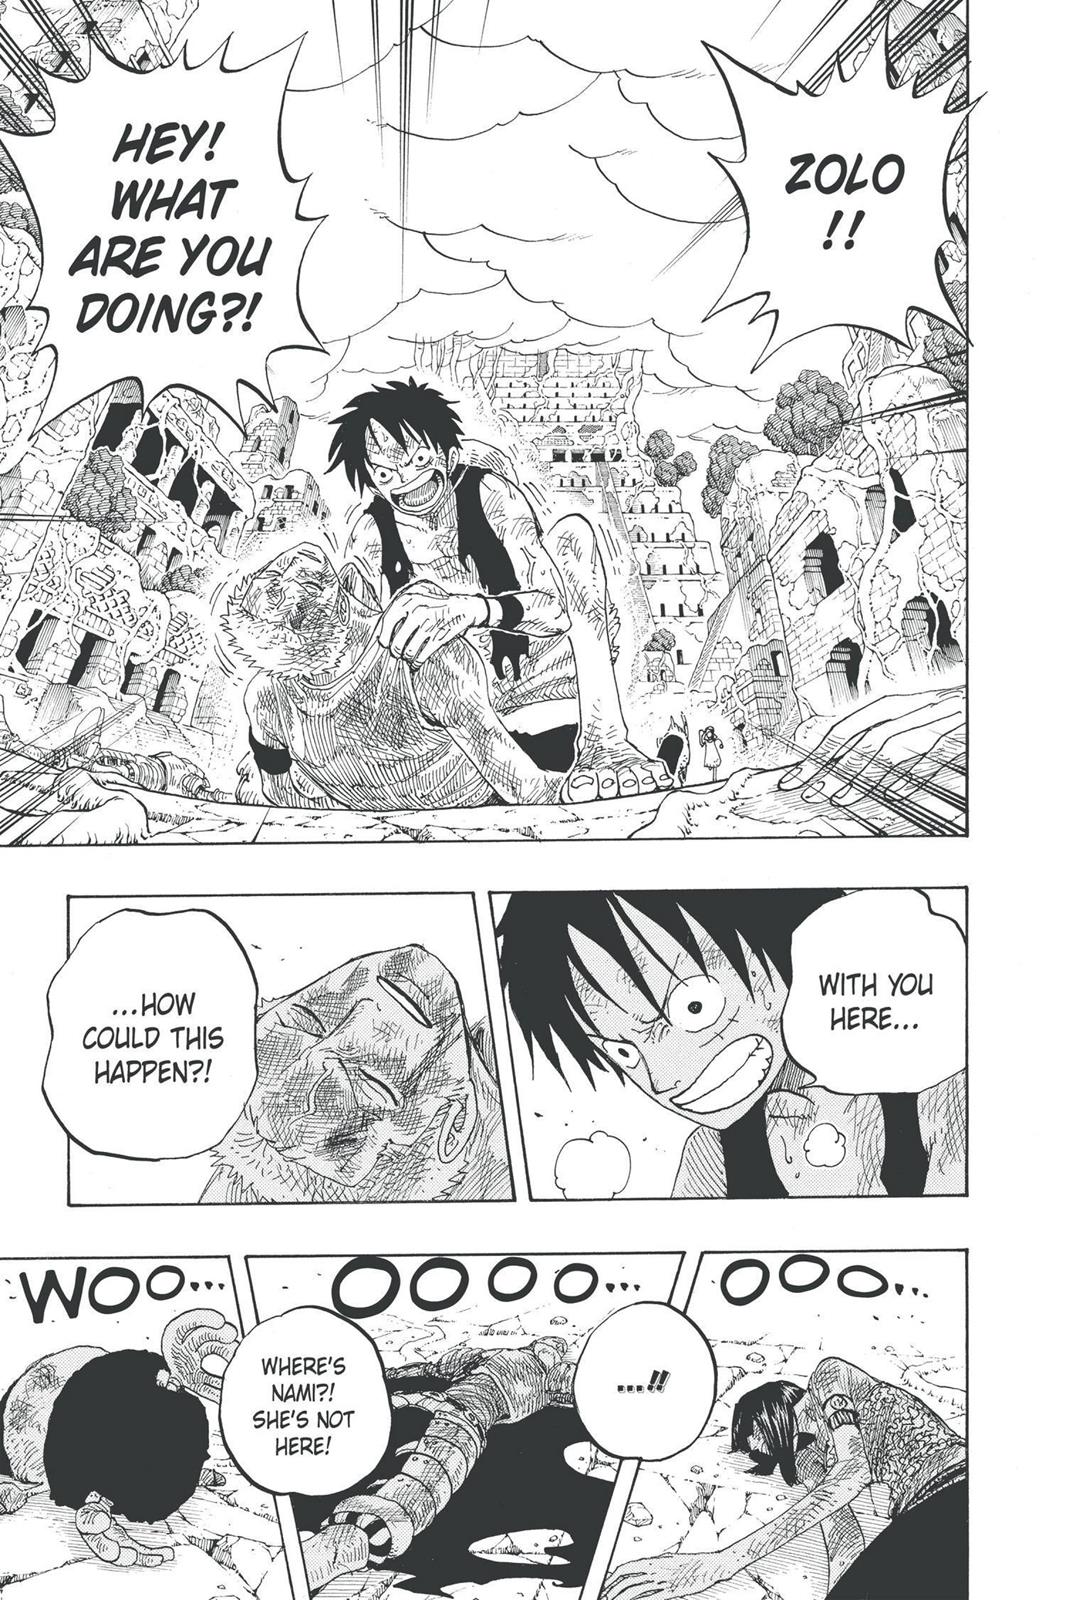 ZOLO
!!
HEY!
WHAT
ARE YOU
DOING?!
WITH YOU
HERE...
...HOW
COULD THIS
HAPPEN?!
OOO...
...!!
OOOO...
WHERE'S
NAMI?!
SHE'S NOT
HERE!
WOO...